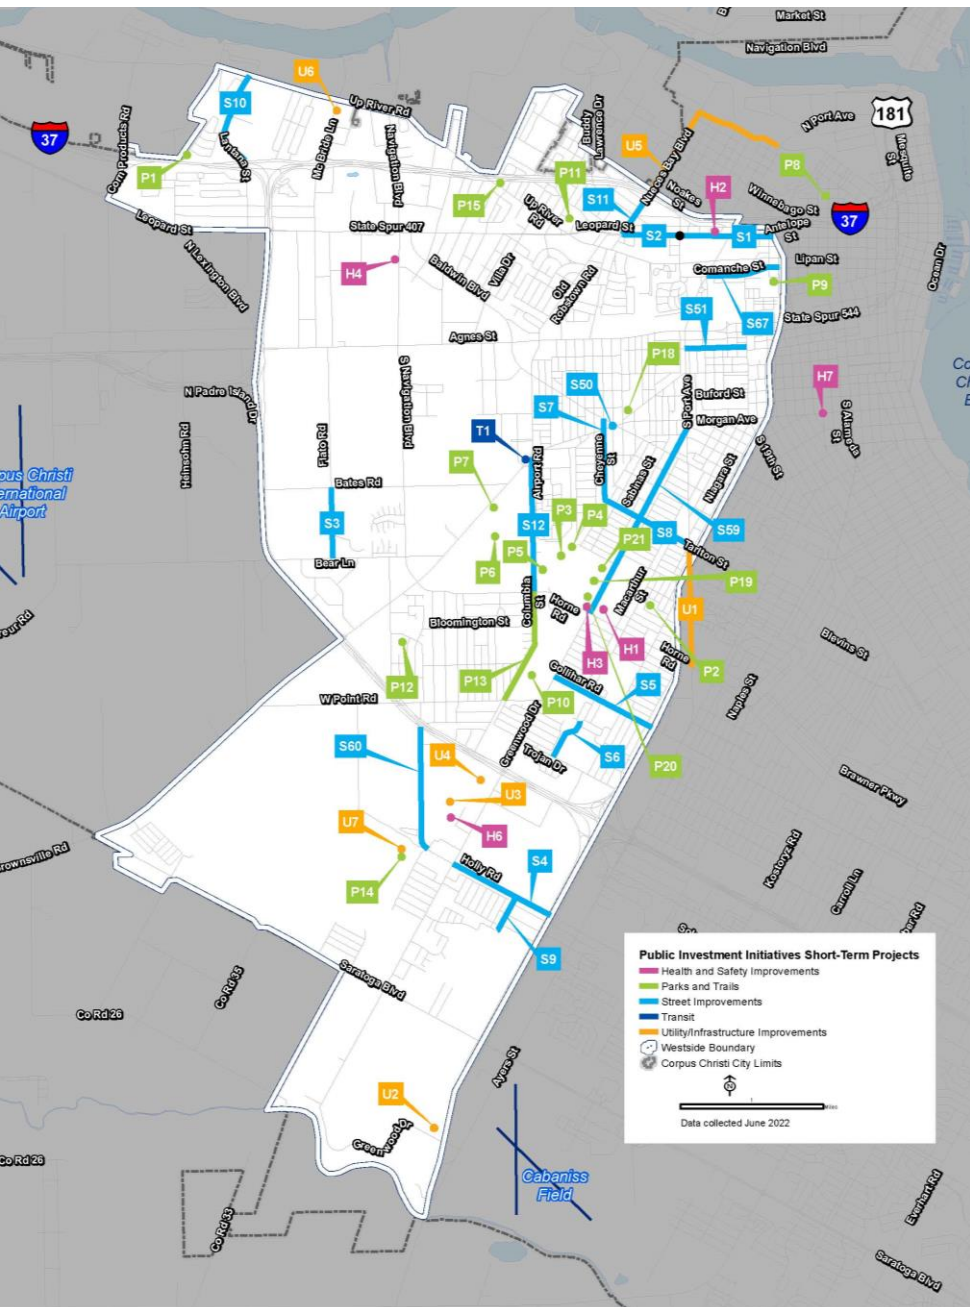 Market St
Navigation Blvd
U6
Up River Rd
S10
37
Corn Products Rd
Lantana St
Mc Bride Ln
N Navigation Blvd
Buddy
Lawrence Dr
N Port Ave
181
Mesquite
St
U5
Nueces Bay Blvd
P8
P1
P15
P11
Noakes
St
H2
Winnebago St
37
Up River
Rd
S11
Leopard St
State Spur 407
Leopard St
S2
S1
Antelope
St
Ocean Dr
N Lexington Blvd
H4
Baldwin Blvd
Villa Dr
Old
Robstown Rd
Comanche St
Lipan St
P9
S51
S67
State Spur 544
Agnes St
P18
N Padre Island Dr
S Navigation Blvd
S50
S7
S Port Ave
Buford St
Morgan Ave
H7
S Alameda
St
T1
Heinsohn Rd
Flato Rd
Airport Rd
Cheyenne
St
Sabinas St
Niagara St
S 19th St
P7
Bates Rd
S3
S12
P3
P4
S8
S59
P5
P21
Tarlton St
Bear Ln
P6
P19
Columbia
St
Horne
Rd
Macarthur
St
U1
Bloomington St
H3
H1
Horne
Rd
P2
Blevins St
P12
P13
P10
Gollihar Rd
S5
Naples St
W Point Rd
Greenwood Dr
S60
U4
Trojan Dr
S6
P20
U3
Brawner Pkwy
U7
H6
P14
Holly Rd
S4
Kostoryz Rd
Carroll Ln
S9
Saratoga Blvd
Co Rd 35
Co Rd 26
Public Investment Initiatives Short-Term Projects
Health and Safety Improvements
Parks and Trails
Street Improvements
Transit
Utility/Infrastructure Improvements
Westside Boundary
Corpus Christi City Limits
N
1
Miles
Data collected June 2022
Ayers St
U2
Greenwood Dr
Co Rd 26
Cabaniss
Field
Co Rd 33
Everhart Rd
Saratoga Blvd